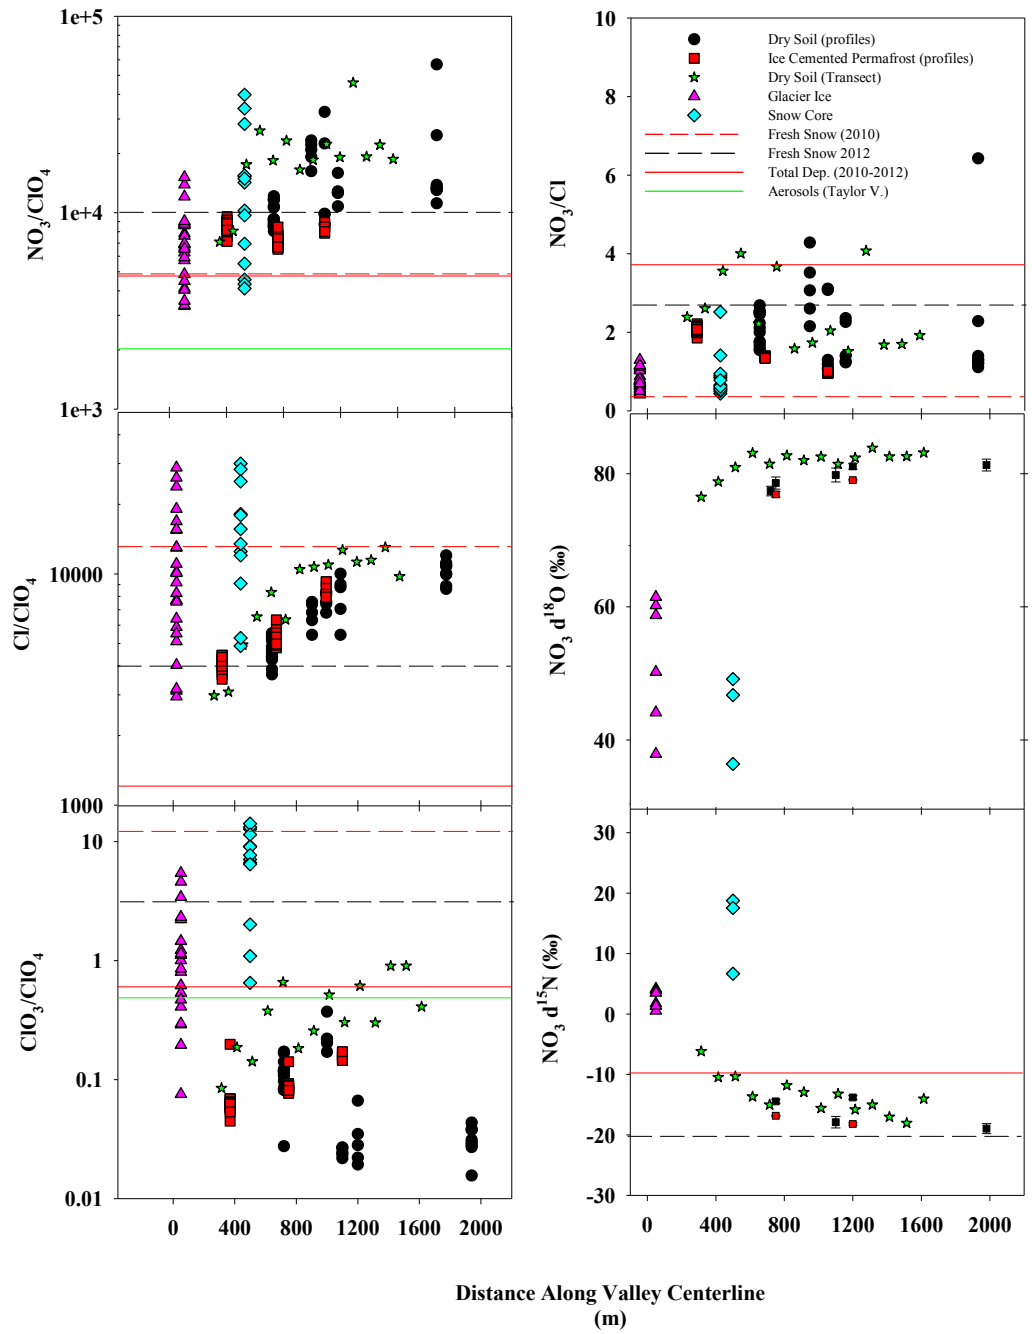 1e+5
1e+4
1e+3
NO3/ClO4
10
8
6
4
2
0
NO3/Cl
Dry Soil (profiles)
Ice Cemented Permafrost (profiles)
Dry Soil (Transect)
Glacier Ice
Snow Core
Fresh Snow (2010)
Fresh Snow 2012
Total Dep. (2010-2012)
Aerosols (Taylor V.)
10000
1000
Cl/ClO4
80
60
40
NO3 d18O (‰)
10
1
0.1
0.01
ClO3/ClO4
0 400 800 1200 1600 2000
30
20
10
0
-10
-20
-30
NO3 d15N (‰)
0 400 800 1200 1600 2000
Distance Along Valley Centerline
(m)